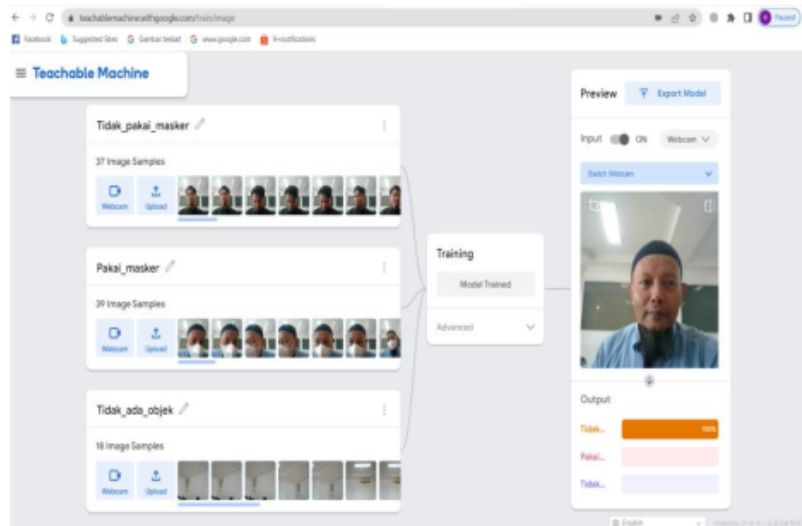 teachablemachine.withgoogle.com/train/image
Facebook Suggested Sites Gambar terkait www.google.com
Teachable Machine
Tidak_pakai_masker
37 Image Samples
Webcam Upload
Pakai_masker
39 Image Samples
Webcam Upload
Tidak_ada_objek
18 Image Samples
Webcam Upload
Training
Model Trained
Advanced
Preview Export Model
Input ON Webcam
Switch Webcam
Output
Tidak... 100%
Pakai...
Tidak...
English